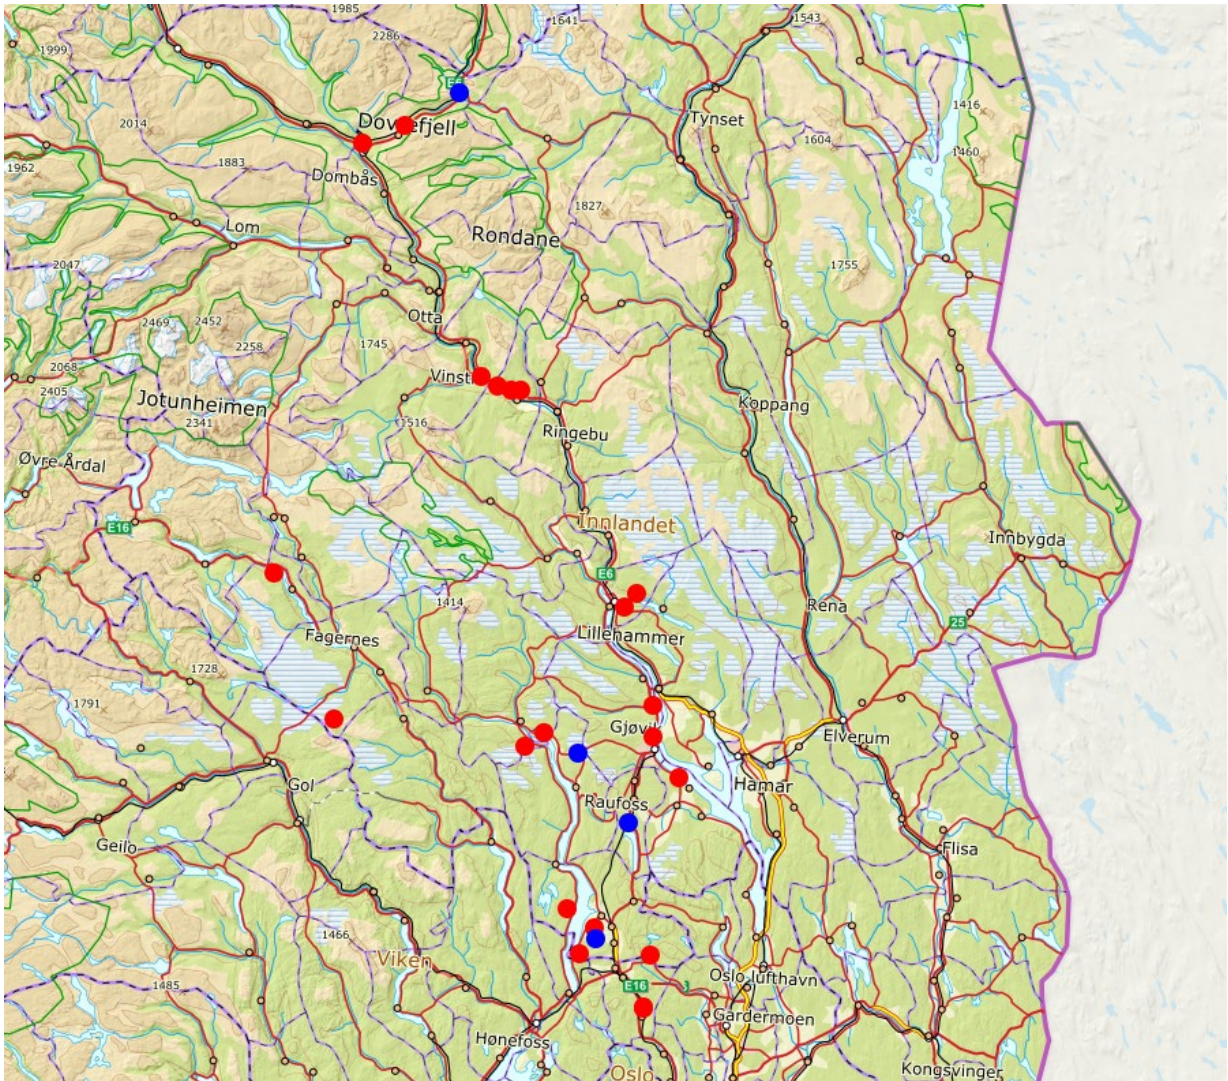 1985
1641
1543
2286
1999
E6
1416
2014
Tynset
1604
1460
1883
1962
Dombås
1827
Lom
Rondane
2047
1755
Otta
2469
2452
2258
1745
2068
2405
Jotunheimen
2341
Koppang
1516
Ringebu
Øvre Årdal
E16
Innlandet
Innbygda
E6
1414
Rena
25
Lillehammer
Fagernes
1728
1791
Elverum
Hamar
Gol
Raufoss
Geilo
Flisa
1466
Viken
1485
Oslo lufthavn
E16
Gardermoen
Hønefoss
Oslo
Kongsvinger